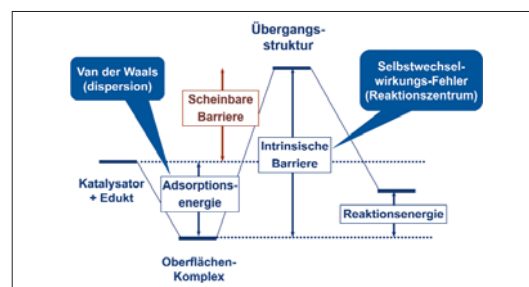 Übergangs-
struktur
Van der Waals
(dispersion)
Selbstwechsel-
wirkungs-Fehler
(Reaktionszentrum)
Scheinbare
Barriere
Intrinsische
Barriere
Katalysator
+ Edukt
Adsorptions-
energie
Reaktionsenergie
Oberflächen-
Komplex